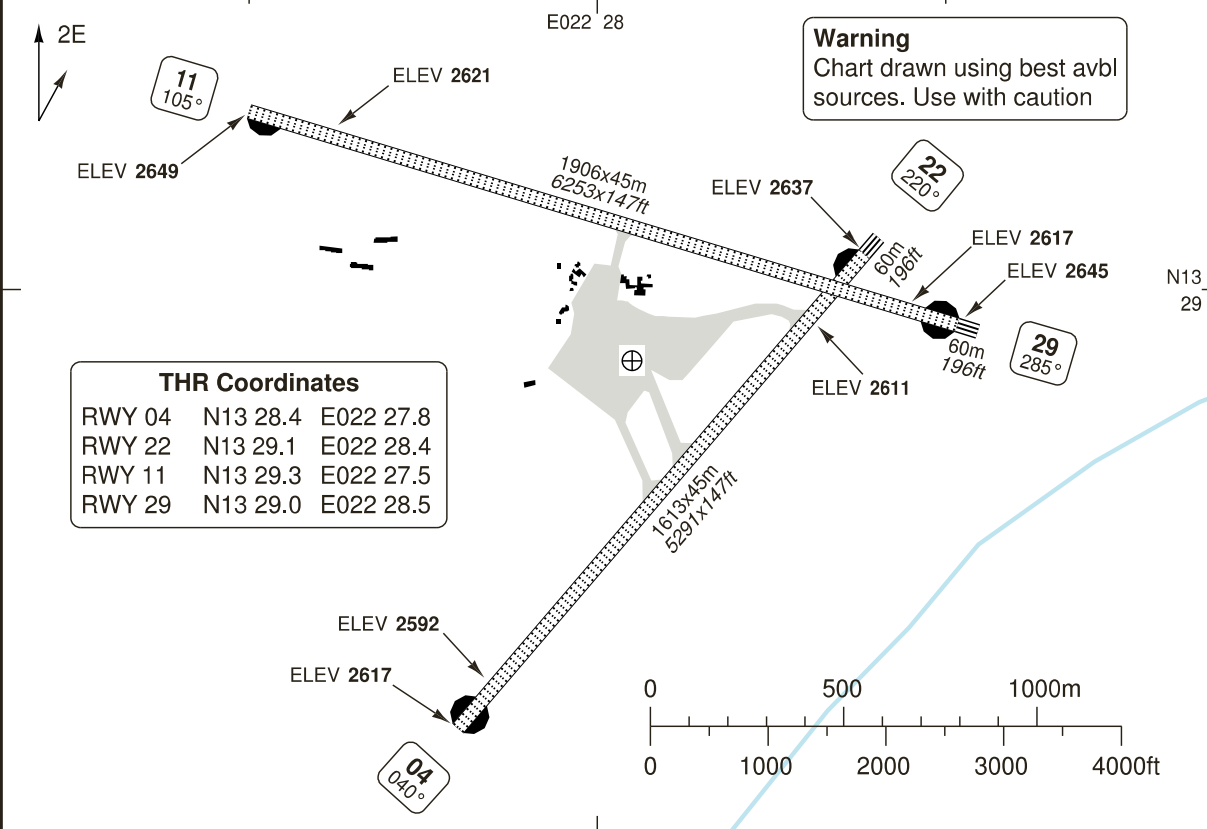 E022 28
2E
Warning
Chart drawn using best avbl
sources. Use with caution
11
105°
ELEV 2621
ELEV 2649
1906x45m
6253x147ft
22
220°
ELEV 2637
60m
196ft
ELEV 2617
ELEV 2645
N13
29
60m
196ft
29
285°
ELEV 2611
THR Coordinates
RWY 04 N13 28.4 E022 27.8
RWY 22 N13 29.1 E022 28.4
RWY 11 N13 29.3 E022 27.5
RWY 29 N13 29.0 E022 28.5
1613x45m
5291x147ft
ELEV 2592
ELEV 2617
04
040°
0 500 1000m
0 1000 2000 3000 4000ft